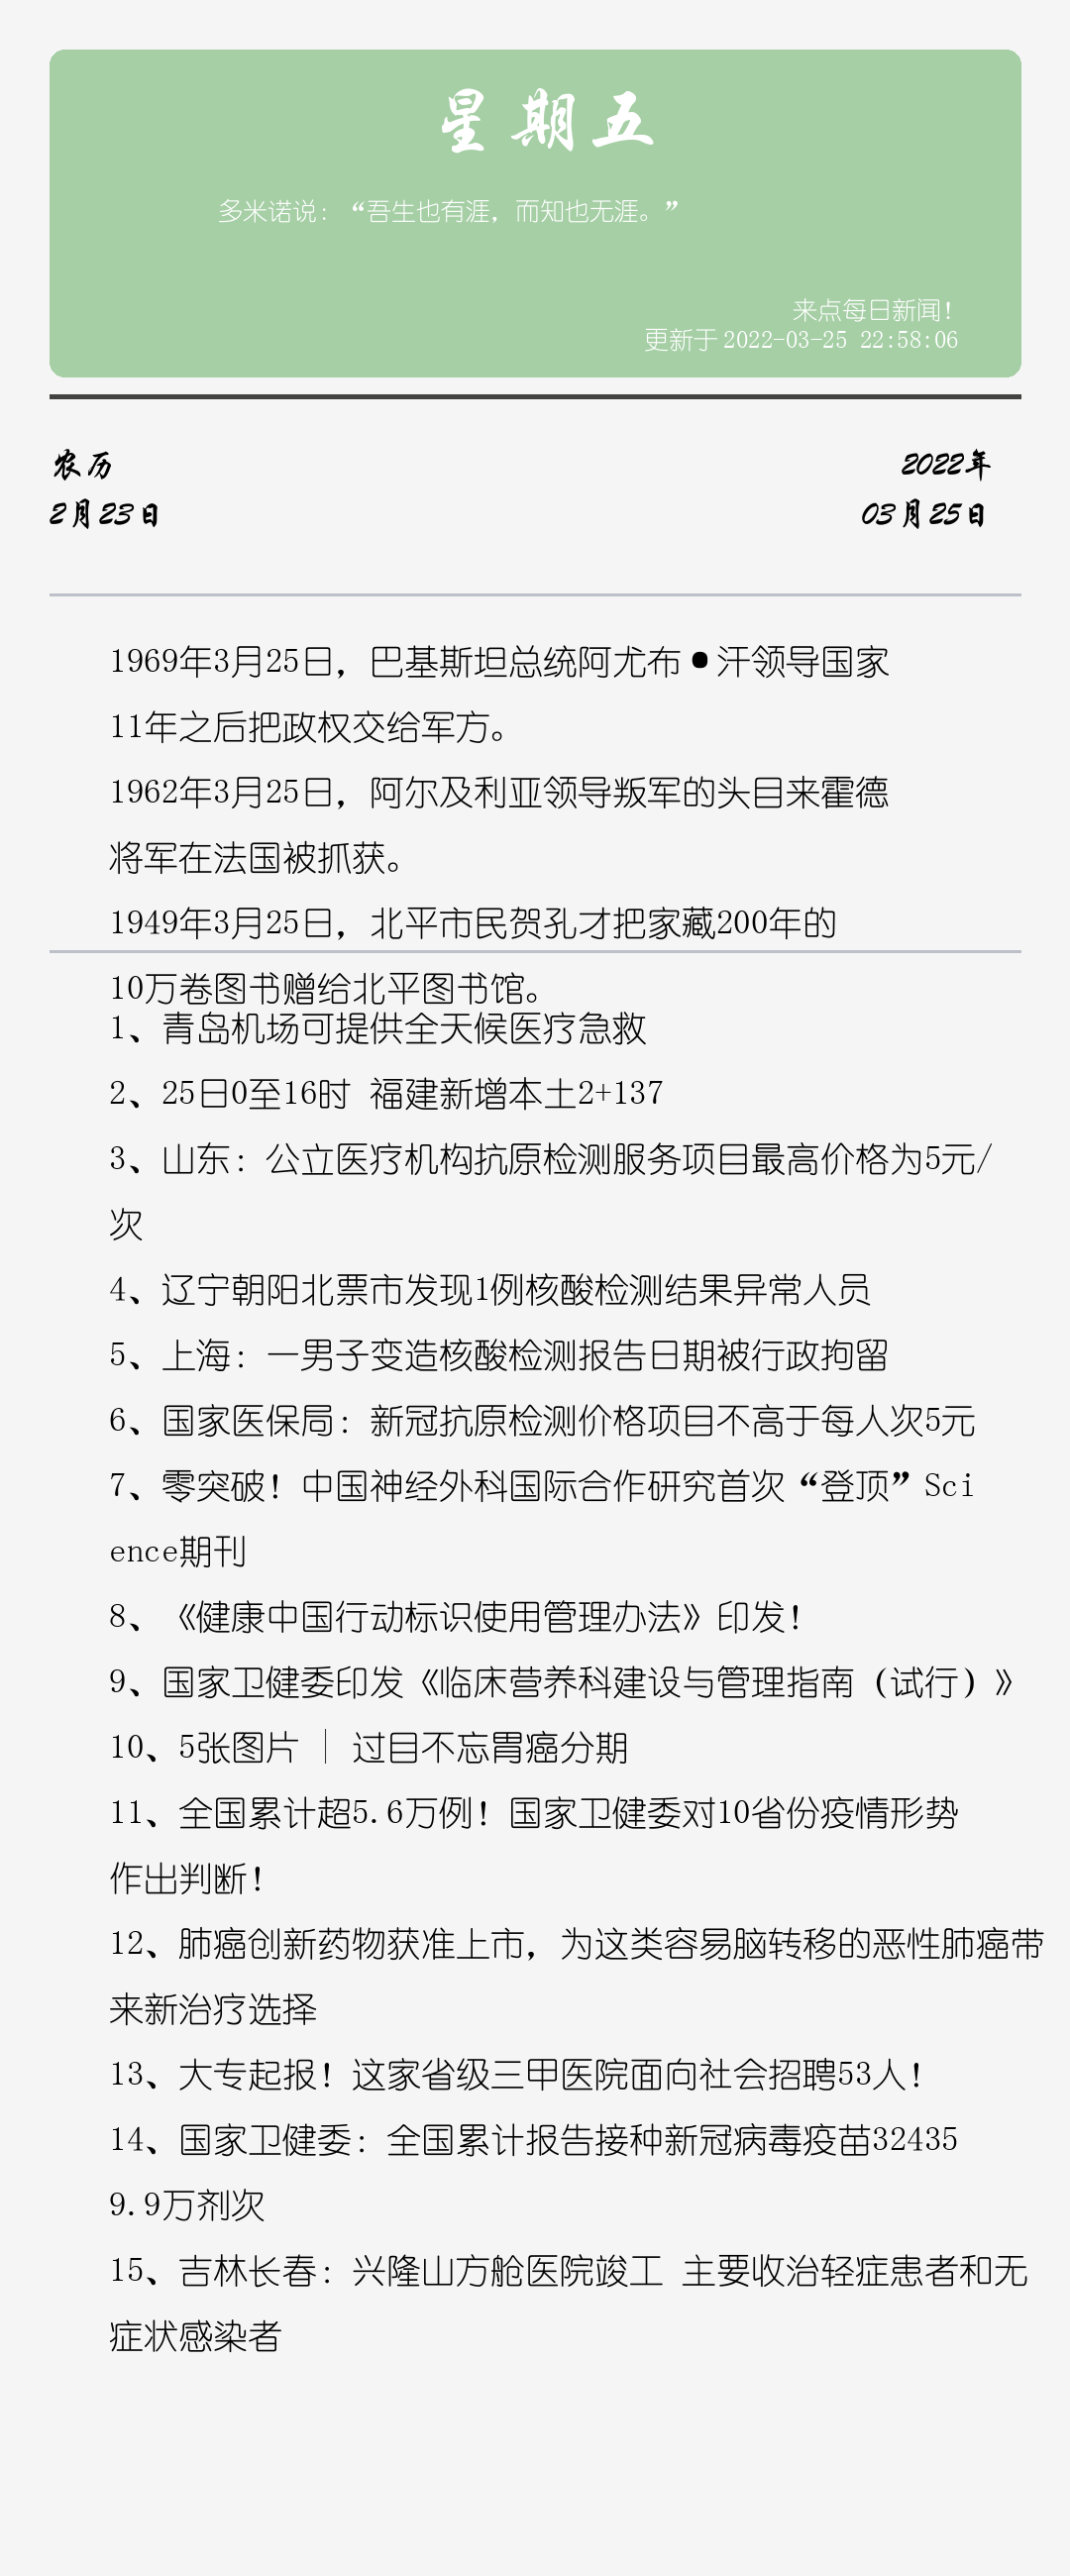 星期五
多米诺说：“吾生也有涯，而知也无涯。”
来点每日新闻！
更新于 2022-03-25 22:58:06
农历
2022年
2月23日
03月25日
1969年3月25日，巴基斯坦总统阿尤布•汗领导国家
11年之后把政权交给军方。
1962年3月25日，阿尔及利亚领导叛军的头目来霍德
将军在法国被抓获。
1949年3月25日，北平市民贺孔才把家藏200年的
10万卷图书赠给北平图书馆。
1、青岛机场可提供全天候医疗急救
2、25日0至16时 福建新增本土2+137
3、山东：公立医疗机构抗原检测服务项目最高价格为5元/
次
4、辽宁朝阳北票市发现1例核酸检测结果异常人员
5、上海：一男子变造核酸检测报告日期被行政拘留
6、国家医保局：新冠抗原检测价格项目不高于每人次5元
7、零突破！中国神经外科国际合作研究首次“登顶”Sci
ence期刊
8、《健康中国行动标识使用管理办法》印发！
9、国家卫健委印发《临床营养科建设与管理指南（试行）》
10、5张图片 | 过目不忘胃癌分期
11、全国累计超5.6万例！国家卫健委对10省份疫情形势
作出判断！
12、肺癌创新药物获准上市，为这类容易脑转移的恶性肺癌带
来新治疗选择
13、大专起报！这家省级三甲医院面向社会招聘53人！
14、国家卫健委：全国累计报告接种新冠病毒疫苗32435
9.9万剂次
15、吉林长春：兴隆山方舱医院竣工 主要收治轻症患者和无
症状感染者